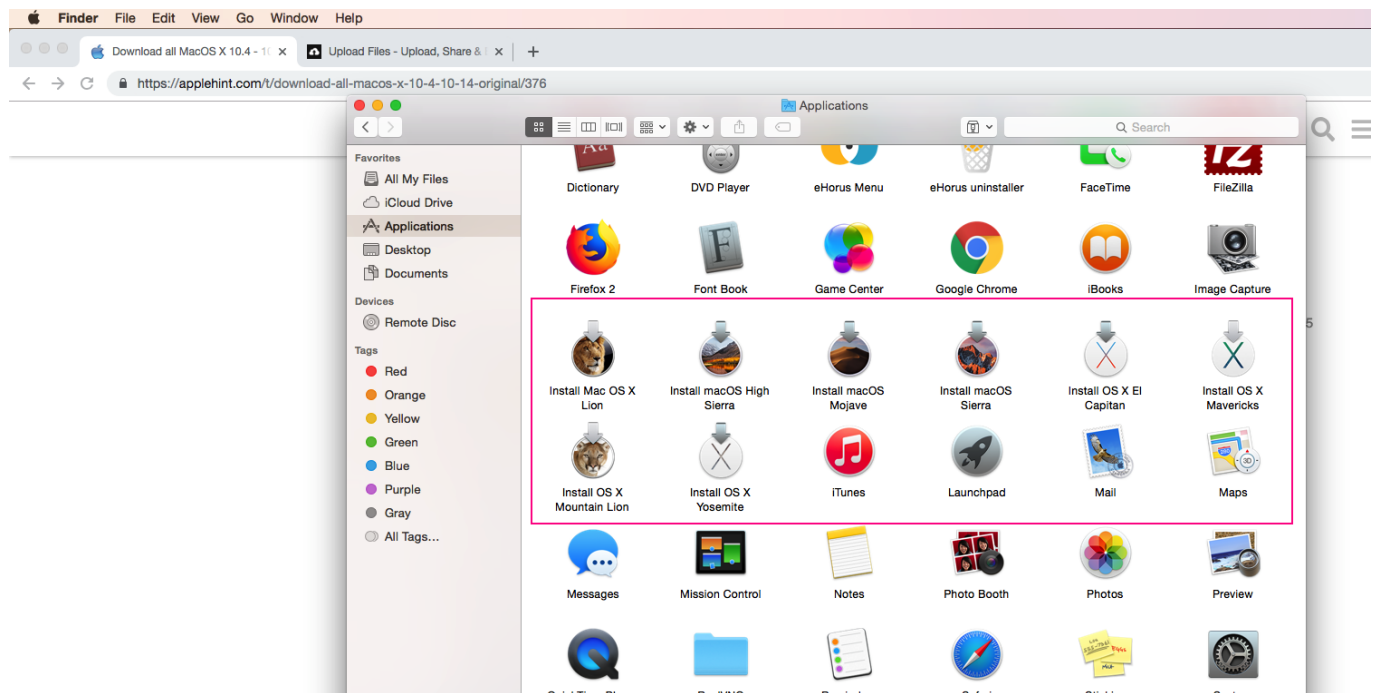 Finder File Edit View Go Window Help
Download all MacOS X 10.4 - 1
Upload Files - Upload, Share &
https://applehint.com/t/download-all-macos-x-10-4-10-14-original/376
Applications
Search
Favorites
All My Files
iCloud Drive
Applications
Desktop
Documents
Devices
Remote Disc
Tags
Red
Orange
Yellow
Green
Blue
Purple
Gray
All Tags...
Aa
Dictionary
DVD Player
eHorus Menu
eHorus uninstaller
FaceTime
FZ
FileZilla
Firefox 2
F
Font Book
Game Center
Google Chrome
iBooks
Image Capture
5
Install Mac OS X
Lion
Install macOS High
Sierra
Install macOS
Mojave
Install macOS
Sierra
Install OS X El
Capitan
Install OS X
Mavericks
Install OS X
Mountain Lion
Install OS X
Yosemite
iTunes
Launchpad
Mail
3D
Maps
Messages
Mission Control
Notes
Photo Booth
Photos
Preview